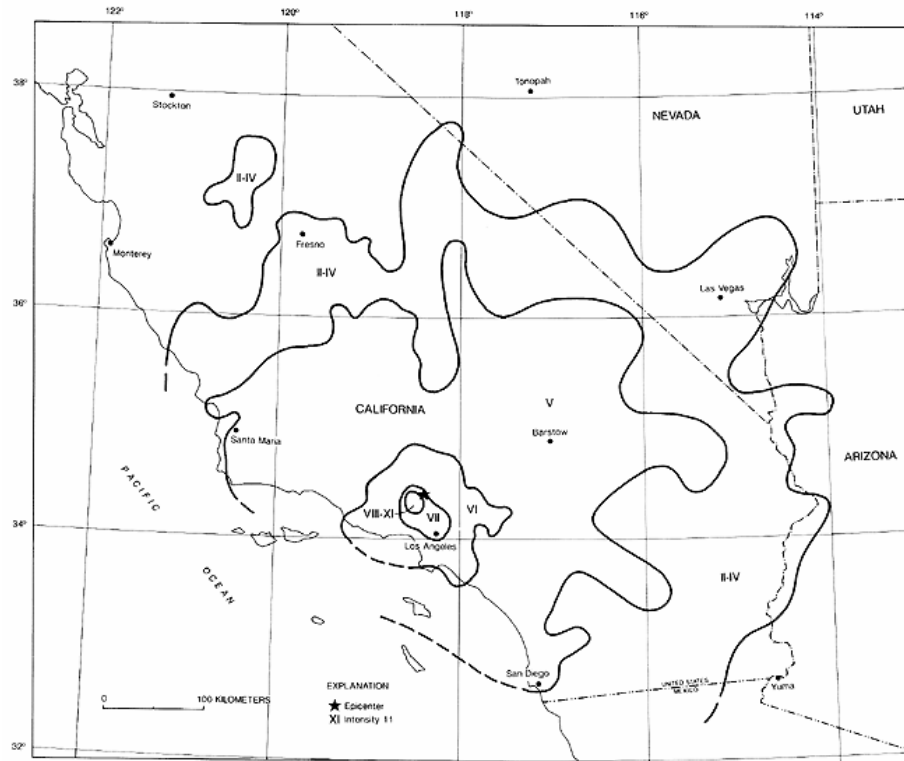 122° 120° 118° 116° 114°
38°
Stockton
Tonopah
NEVADA
UTAH
II-IV
Monterey
Fresno
II-IV
Las Vegas
36°
CALIFORNIA
V
Santa Maria
Barstow
ARIZONA
PACIFIC
OCEAN
VIII-XI
VII
VI
34°
Los Angeles
II-IV
San Diego
UNITED STATES
MEXICO
Yuma
0 100 KILOMETERS
EXPLANATION
★ Epicenter
XI Intensity 11
32°